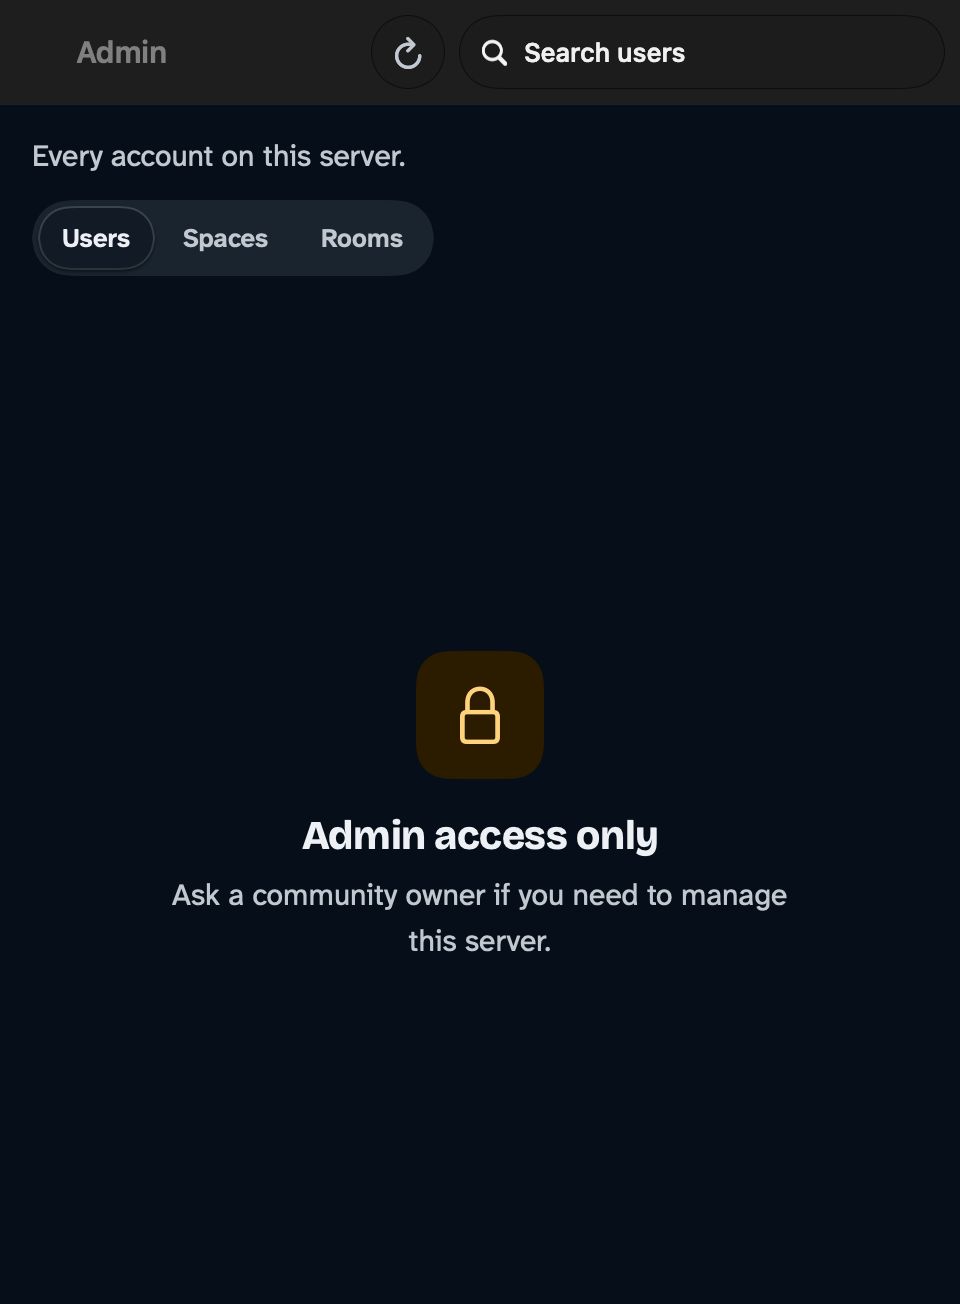 Admin
Search users
Every account on this server.
Users
Spaces
Rooms
Admin access only
Ask a community owner if you need to manage
this server.